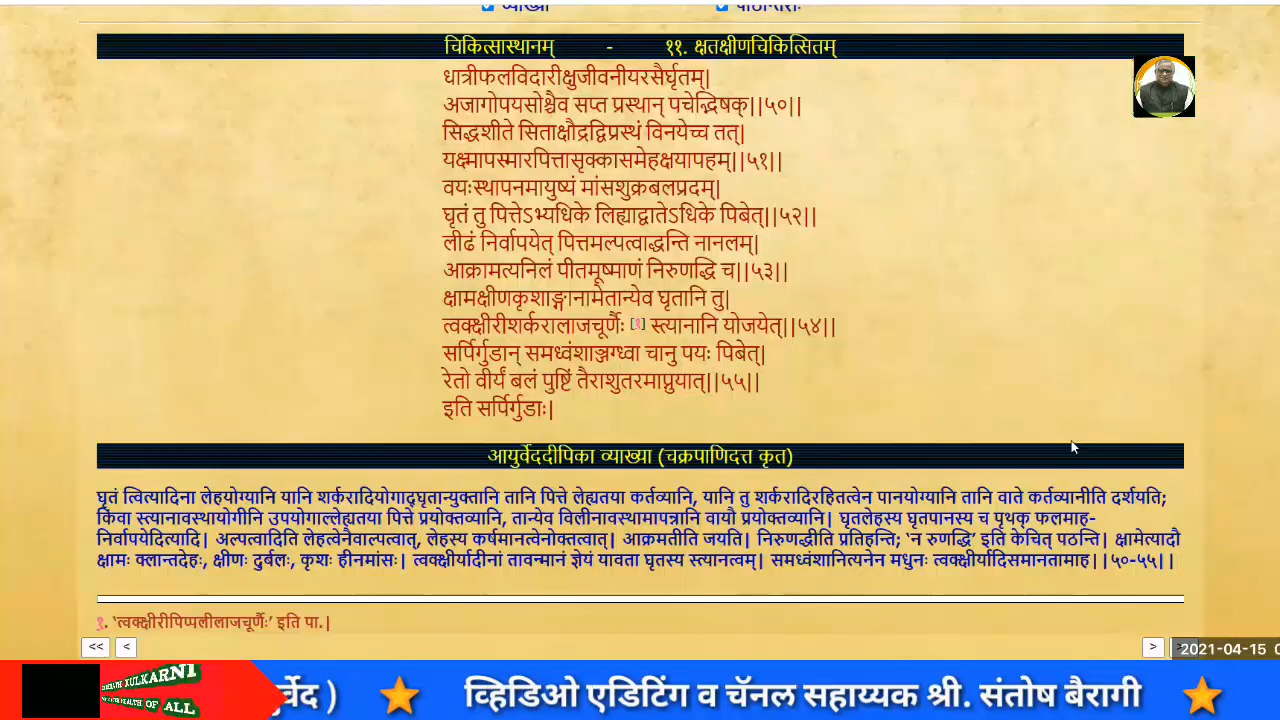 व्याख्या पाठान्तराः
चिकित्सास्थानम् - ११. क्षतक्षीणचिकित्सितम्
धात्रीफलविदारीक्षुजीवनीयरसैर्घृतम्|
अजागोपयसोश्चैव सप्त प्रस्थान् पचेद्भिषक्||५०||
सिद्धशीते सिताक्षौद्रद्विप्रस्थं विनयेच्च तत्|
यक्ष्मापस्मारपित्तासृक्कासमेहक्षयापहम्||५१||
वयःस्थापनमायुष्यं मांसशुक्रबलप्रदम्|
घृतं तु पित्तेऽभ्यधिके लिह्याद्वातेऽधिके पिबेत्||५२||
लीढं निर्वापयेत् पित्तमल्पत्वाद्धन्ति नानलम्|
आक्रामत्यनिलं पीतमूष्माणं निरुणद्धि च||५३||
क्षामक्षीणकृशाङ्गानामेतान्येव घृतानि तु|
त्वक्क्षीरीशर्करालाजचूर्णैः [१] स्त्यानानि योजयेत्||५४||
सर्पिर्गुडान् समध्वंशाञ्जग्ध्वा चानु पयः पिबेत्|
रेतो वीर्यं बलं पुष्टिं तैराशुतरमाप्नुयात्||५५||
इति सर्पिर्गुडाः|
आयुर्वेददीपिका व्याख्या (चक्रपाणिदत्त कृत)
घृतं त्वित्यादिना लेहयोग्यानि यानि शर्करादियोगाद्घृतान्युक्तानि तानि पित्ते लेह्यतया कर्तव्यानि, यानि तु शर्करादिरहितत्वेन पानयोग्यानि तानि वाते कर्तव्यानीति दर्शयति;
किंवा स्त्यानावस्थायोगीनि उपयोगाल्लेह्यतया पित्ते प्रयोक्तव्यानि, तान्येव विलीनावस्थामापन्नानि वायौ प्रयोक्तव्यानि| घृतलेहस्य घृतपानस्य च पृथक् फलमाह-
निर्वापयेदित्यादि| अल्पत्वादिति लेहत्वेनैवाल्पत्वात्, लेहस्य कर्षमानत्वेनोक्तत्वात्| आक्रमतीति जयति| निरुणद्धीति प्रतिहन्ति; 'न रुणद्धि' इति केचित् पठन्ति| क्षामेत्यादौ
क्षामः क्लान्तदेहः, क्षीणः दुर्बलः, कृशः हीनमांसः| त्वक्क्षीर्यादीनां तावन्मानं ज्ञेयं यावता घृतस्य स्त्यानत्वम्| समध्वंशानित्यनेन मधुनः त्वक्क्षीर्यादिसमानतामाह||५०-५५||
१. 'त्वक्क्षीरीपिप्पलीलाजचूर्णैः' इति पा.|
<< < > 2021-04-15 0
KULKARNI
HEALTH OF ALL
र्वेद ) व्हिडिओ एडिटिंग व चॅनल सहाय्यक श्री. संतोष बैरागी